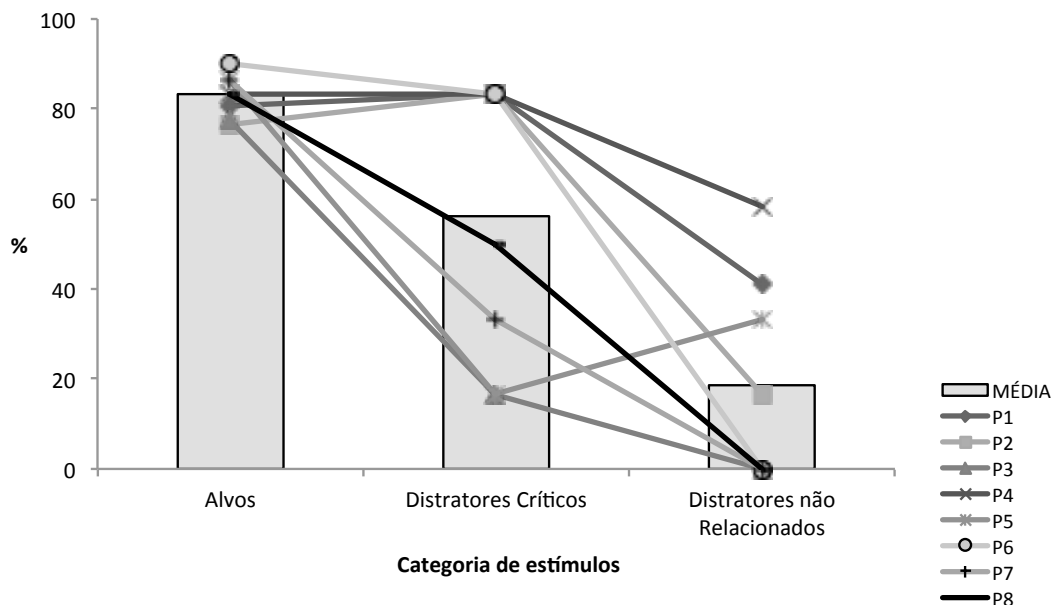 100
80
60
%
40
20
0
Alvos
Distratores Críticos
Distratores não
Relacionados
Categoria de estímulos
MÉDIA
P1
P2
P3
P4
P5
P6
P7
P8